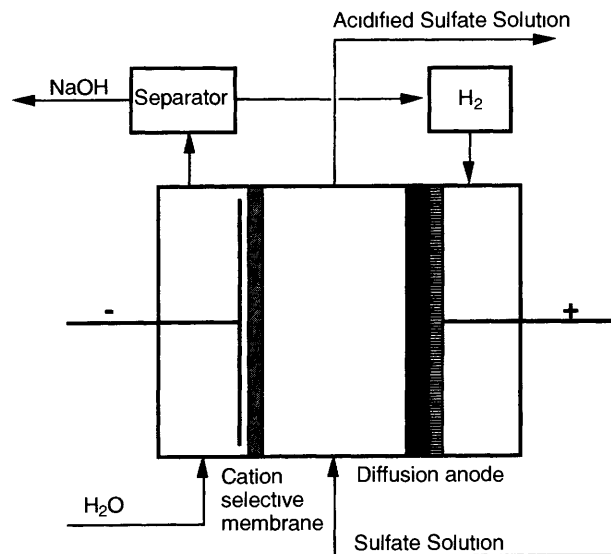 Acidified Sulfate Solution
NaOH
Separator
H₂
-
+
Cation
selective
membrane
Diffusion anode
H₂O
Sulfate Solution